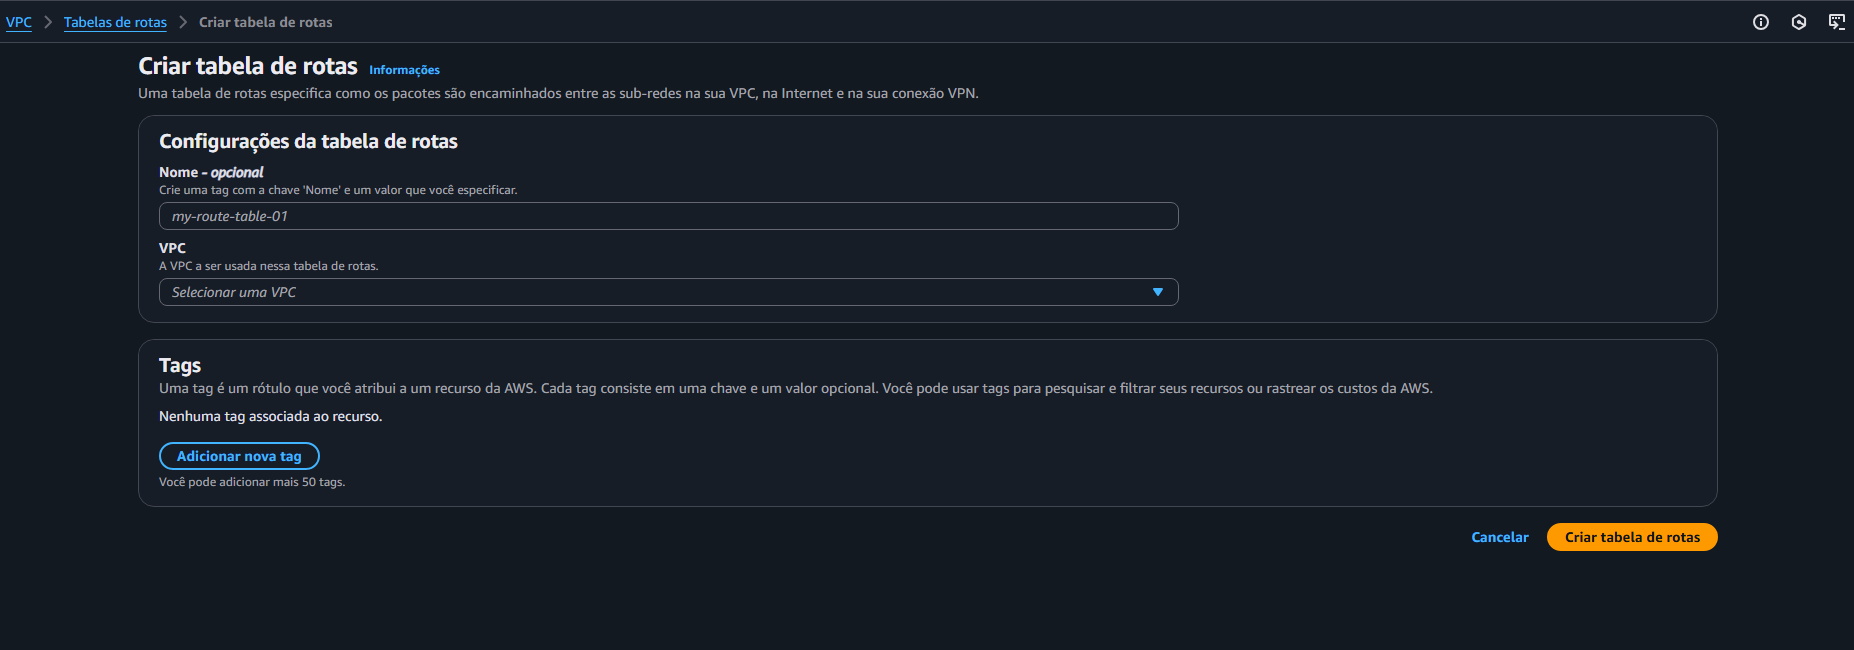 VPC > Tabelas de rotas > Criar tabela de rotas
Criar tabela de rotas Informações
Uma tabela de rotas especifica como os pacotes são encaminhados entre as sub-redes na sua VPC, na Internet e na sua conexão VPN.
Configurações da tabela de rotas
Nome - opcional
Crie uma tag com a chave 'Nome' e um valor que você especificar.
my-route-table-01
VPC
A VPC a ser usada nessa tabela de rotas.
Selecionar uma VPC
Tags
Uma tag é um rótulo que você atribui a um recurso da AWS. Cada tag consiste em uma chave e um valor opcional. Você pode usar tags para pesquisar e filtrar seus recursos ou rastrear os custos da AWS.
Nenhuma tag associada ao recurso.
Adicionar nova tag
Você pode adicionar mais 50 tags.
Cancelar Criar tabela de rotas